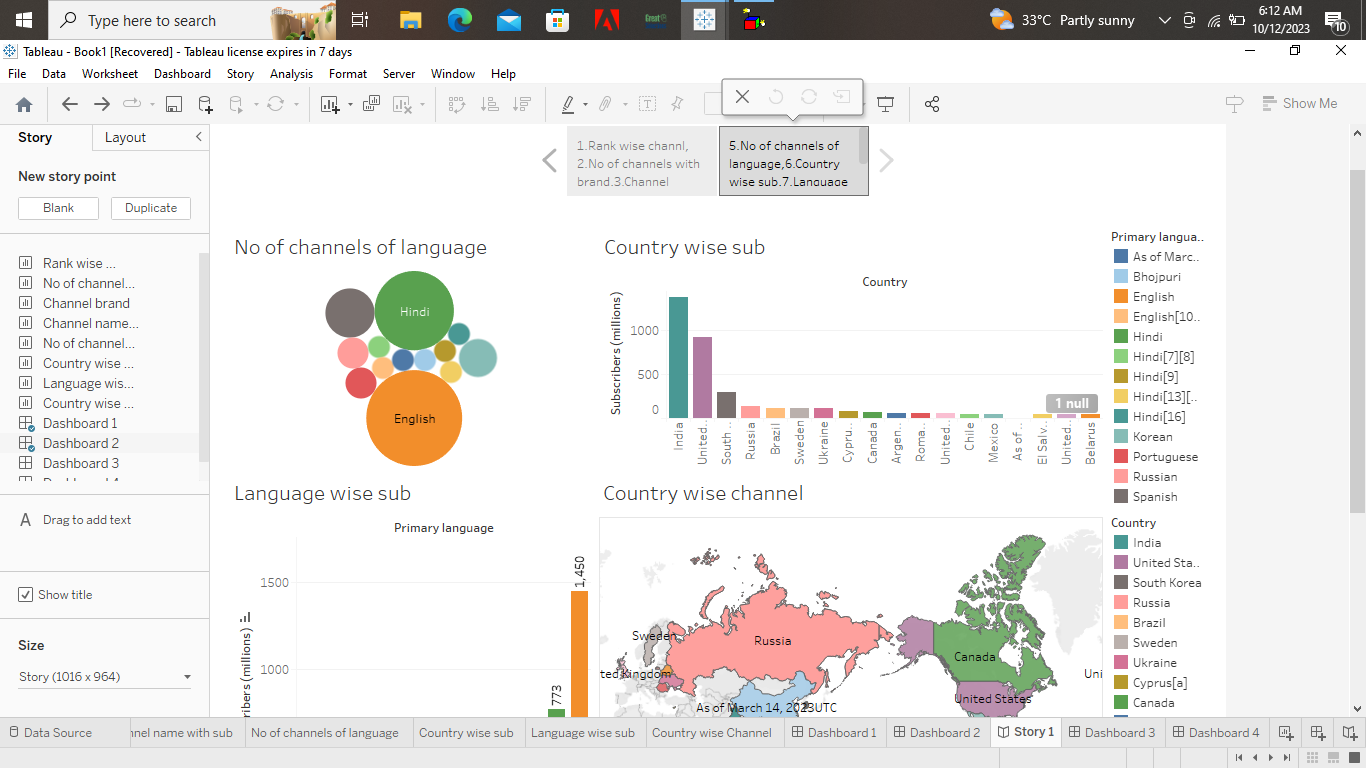 Type here to search
Great
33°C Partly sunny
6:12 AM
10/12/2023
10
Tableau - Book1 [Recovered] - Tableau license expires in 7 days
File Data Worksheet Dashboard Story Analysis Format Server Window Help
Show Me
Story Layout
New story point
Blank Duplicate
Rank wise ...
No of channel...
Channel brand
Channel name...
No of channel...
Country wise ...
Language wis...
Country wise ...
Dashboard 1
Dashboard 2
Dashboard 3
A Drag to add text
Show title
Size
Story (1016 x 964)
1.Rank wise channl,
2.No of channels with
brand.3.Channel
5.No of channels of
language,6.Country
wise sub.7.Language
No of channels of language
Hindi
English
Country wise sub
Country
Subscribers (millions)
1000
500
0
1 null
India
United..
South ..
Russia
Brazil
Sweden
Ukraine
Cypru..
Canada
Argen..
Roma..
United..
Chile
Mexico
As of ..
El Salv..
United..
Belarus
Primary langua..
As of Marc..
Bhojpuri
English
English[10..
Hindi
Hindi[7][8]
Hindi[9]
Hindi[13][..
Hindi[16]
Korean
Portuguese
Russian
Spanish
Language wise sub
Primary language
1500
1000
1,450
773
Country wise channel
Sweden
Russia
ted Kingdom
Canada
Uni
United States
As of March 14, 2023UTC
Country
India
United Sta..
South Korea
Russia
Brazil
Sweden
Ukraine
Cyprus[a]
Canada
Data Source nnel name with sub No of channels of language Country wise sub Language wise sub Country wise Channel Dashboard 1 Dashboard 2 Story 1 Dashboard 3 Dashboard 4